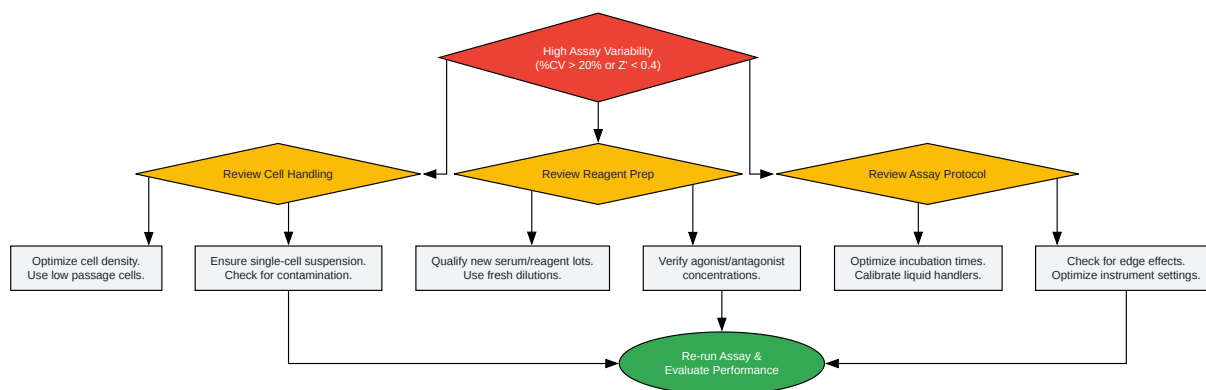 High Assay Variability
(%CV > 20% or Z' < 0.4)
Review Cell Handling
Review Reagent Prep
Review Assay Protocol
Optimize cell density.
Use low passage cells.
Ensure single-cell suspension.
Check for contamination.
Qualify new serum/reagent lots.
Use fresh dilutions.
Verify agonist/antagonist
concentrations.
Optimize incubation times.
Calibrate liquid handlers.
Check for edge effects.
Optimize instrument settings.
Re-run Assay &
Evaluate Performance